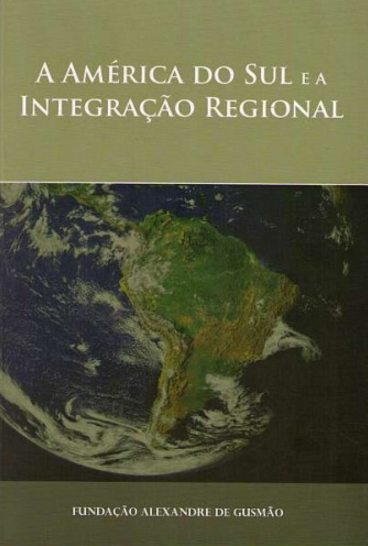 A AMÉRICA DO SUL E A
INTEGRAÇÃO REGIONAL
FUNDAÇÃO ALEXANDRE DE GUSMÃO